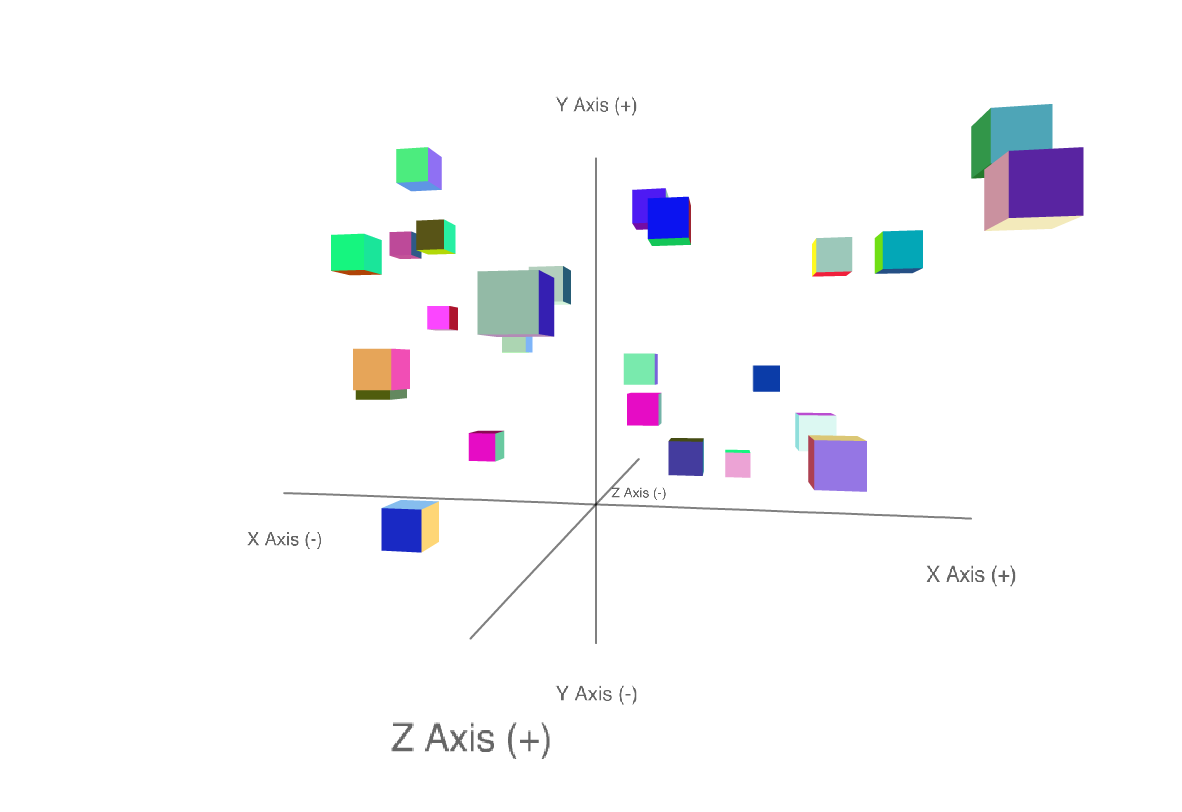 Y Axis (+)
Z Axis (-)
X Axis (-)
X Axis (+)
Y Axis (-)
Z Axis (+)